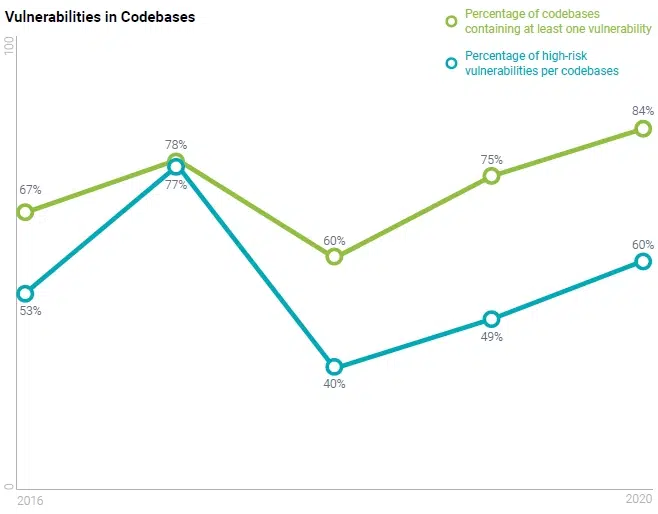 Vulnerabilities in Codebases
Percentage of codebases
containing at least one vulnerability
Percentage of high-risk
vulnerabilities per codebases
100
67%
78%
77%
60%
75%
84%
53%
40%
49%
60%
0
2016
2020